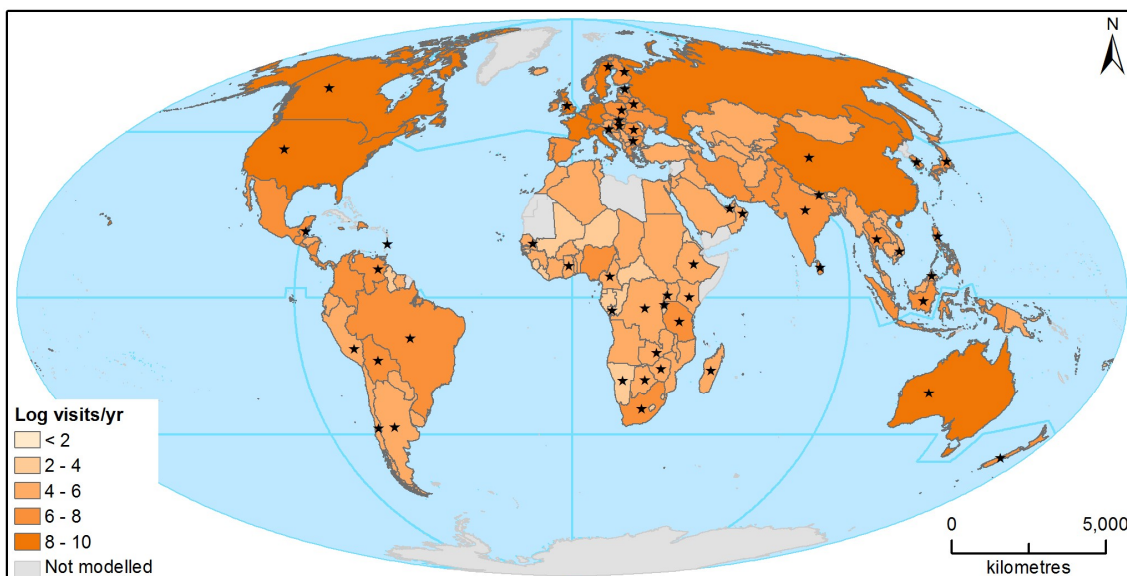 N
Log visits/yr
< 2
2 - 4
4 - 6
6 - 8
8 - 10
Not modelled
0 5,000
kilometres